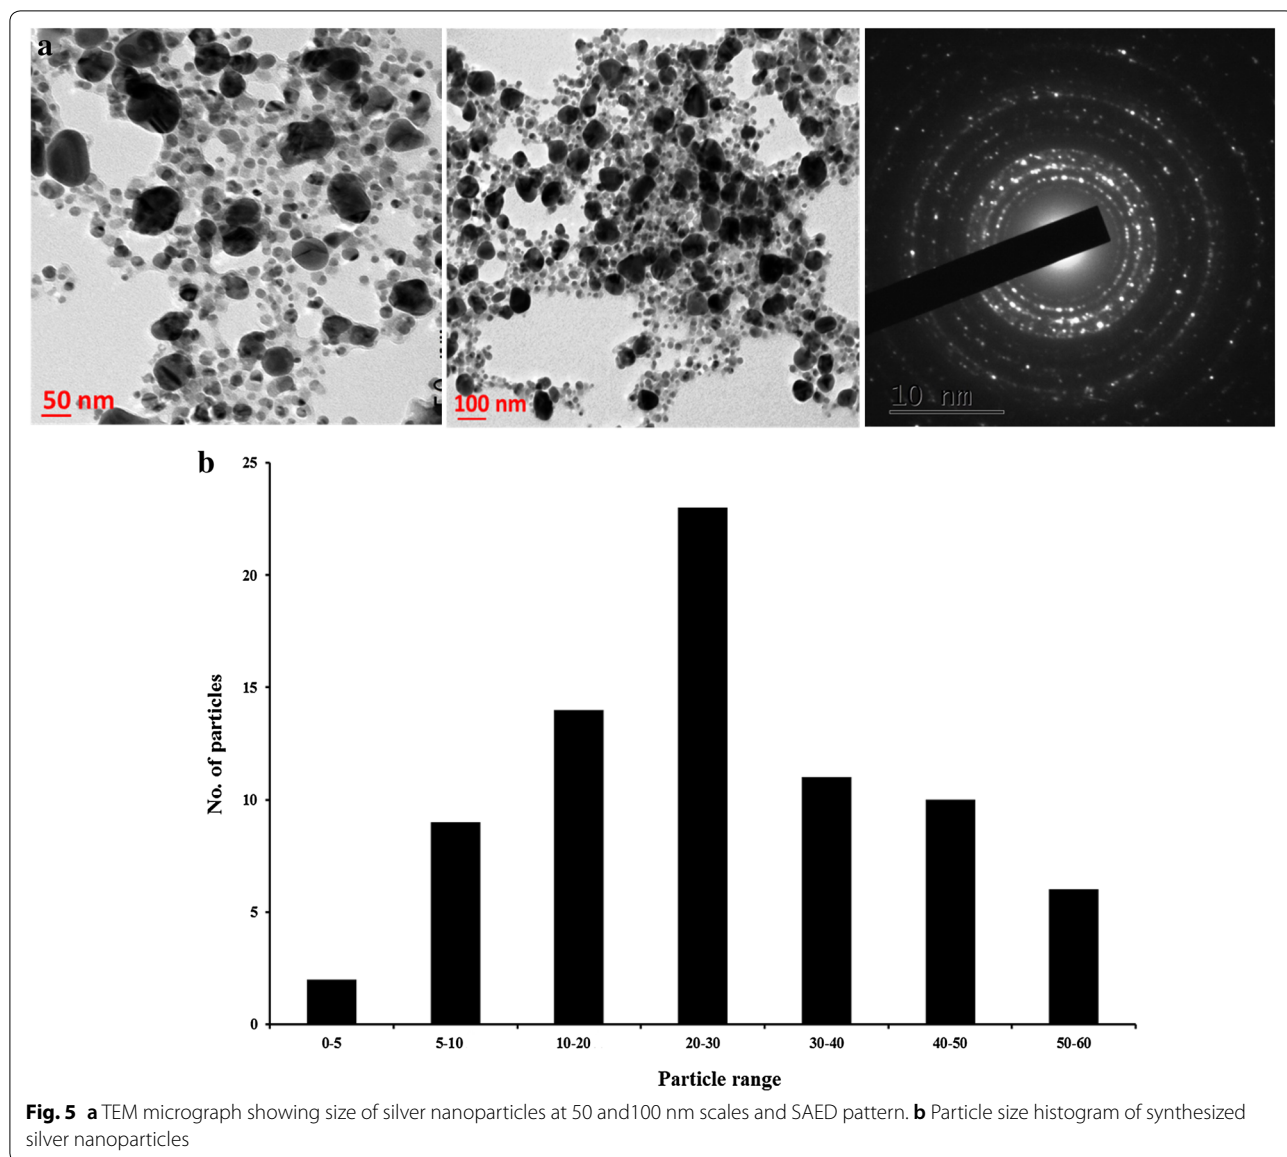 a
50 nm
100 nm
10 nm
b
25
20
15
10
5
0
No. of particles
0-5 5-10 10-20 20-30 30-40 40-50 50-60
Particle range
Fig. 5 a TEM micrograph showing size of silver nanoparticles at 50 and100 nm scales and SAED pattern. b Particle size histogram of synthesized
silver nanoparticles